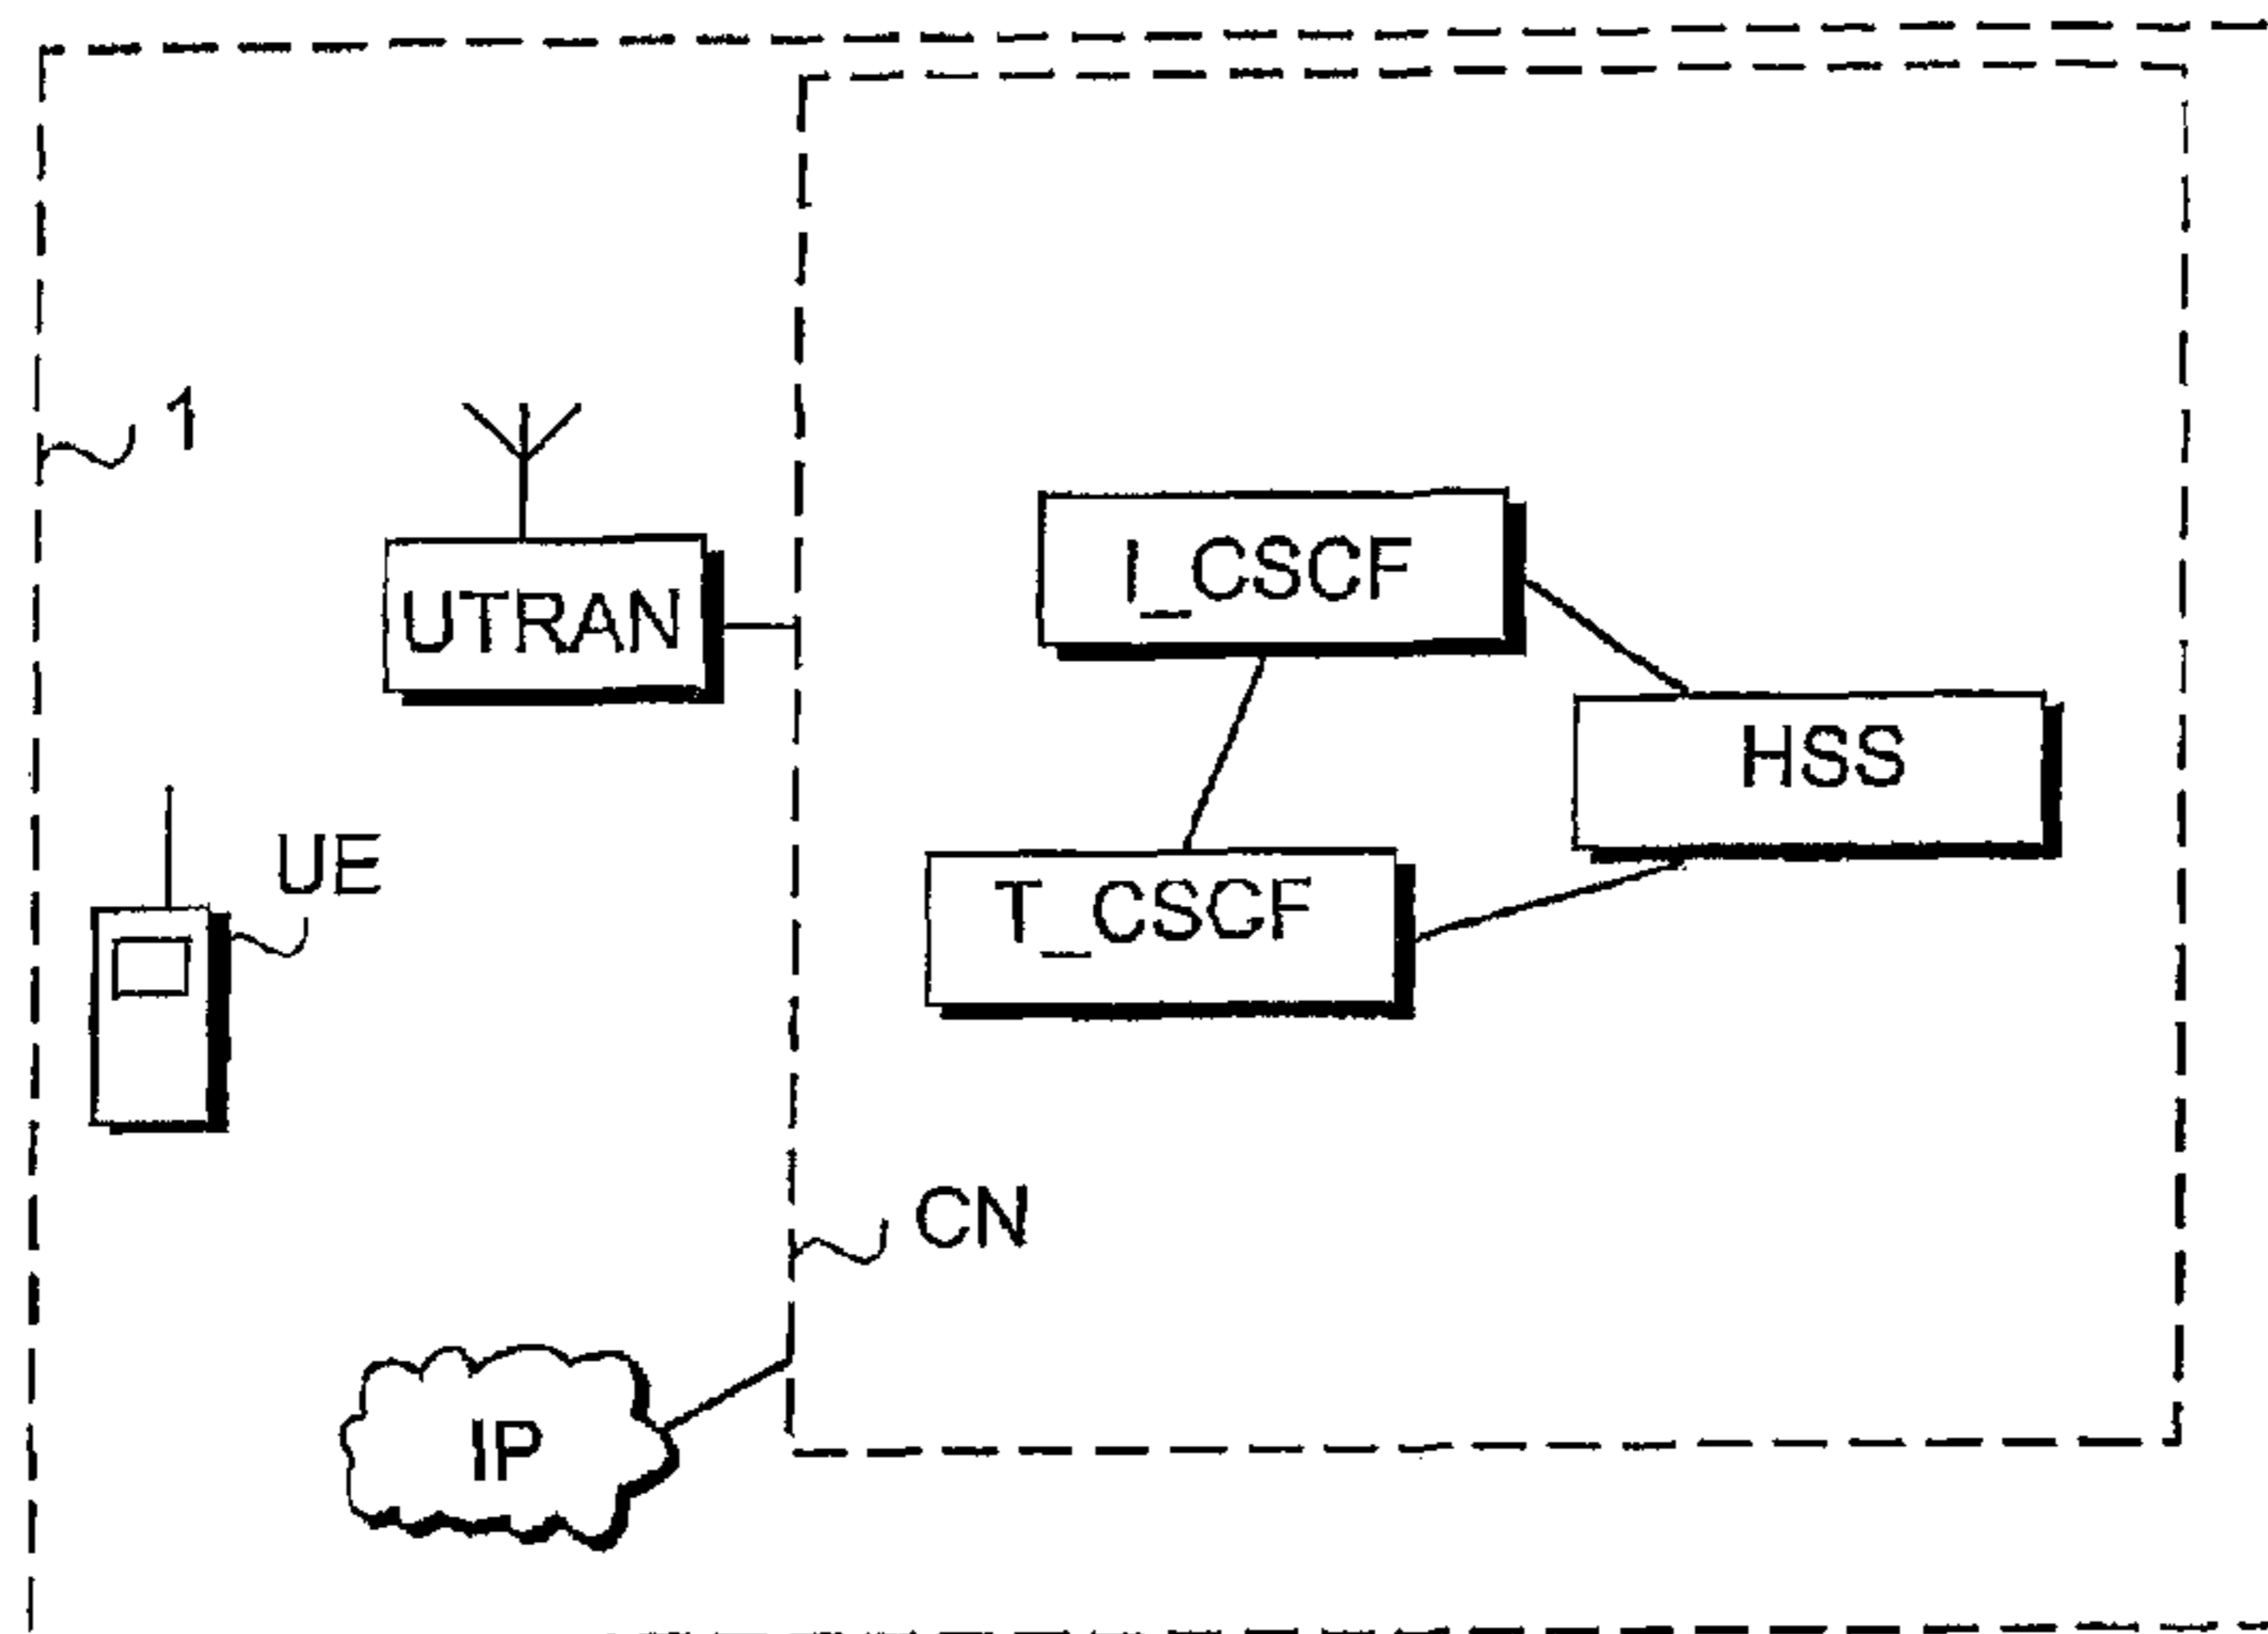 1
I_CSCF
UTRAN
HSS
UE
T_CSCF
CN
IP